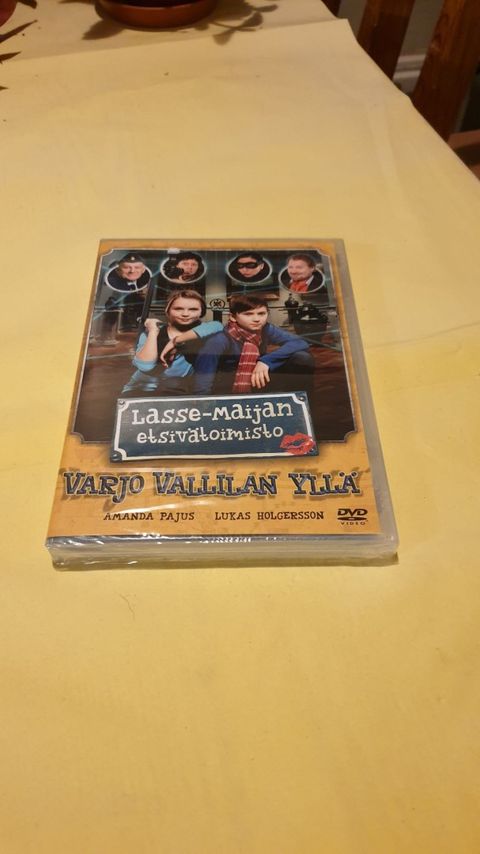 Lasse-Maijan
etsivätoimisto
VARJO VALLILAN YLLÄ
AMANDA PAJUS LUKAS HOLGERSSON
DVD
VIDEO